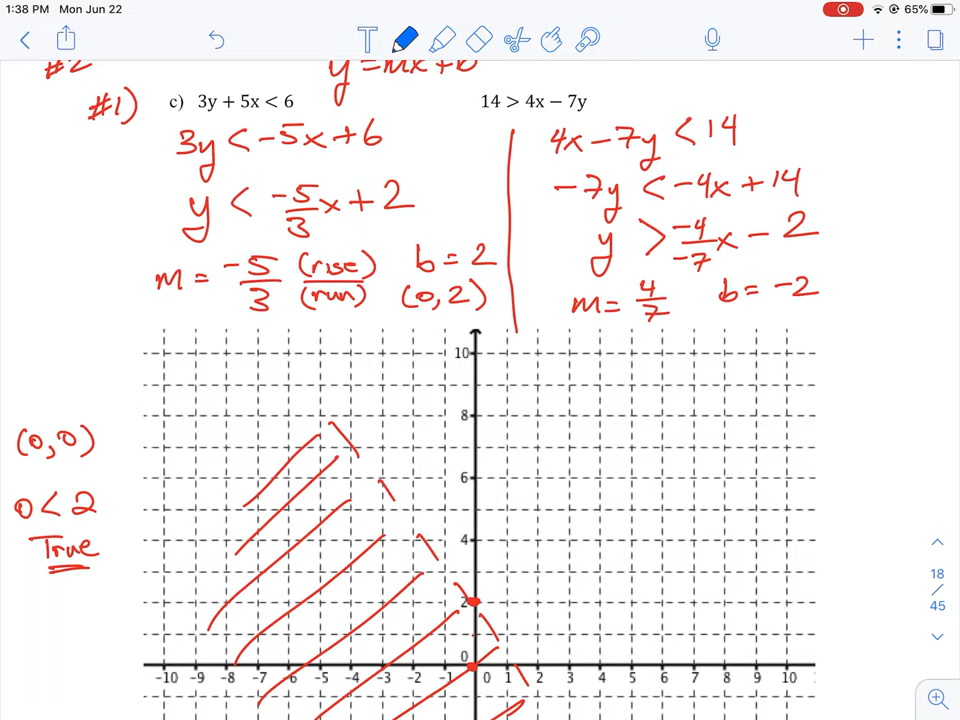 1:38 PM Mon Jun 22
65%
T
#2
y = mx + b
#1)
c) 3y + 5x < 6
14 > 4x − 7y
3y < -5x + 6
y < -5/3 x + 2
m = -5/3 (rise)/(run) b = 2
(0, 2)
4x - 7y < 14
-7y < -4x + 14
y > -4/-7 x - 2
m = 4/7 b = -2
(0,0)
0 < 2
True
10
8
6
4
2
0
-10 -9 -8 -7 -6 -5 -4 -3 -2 -1 0 1 2 3 4 5 6 7 8 9 10
18
/
45